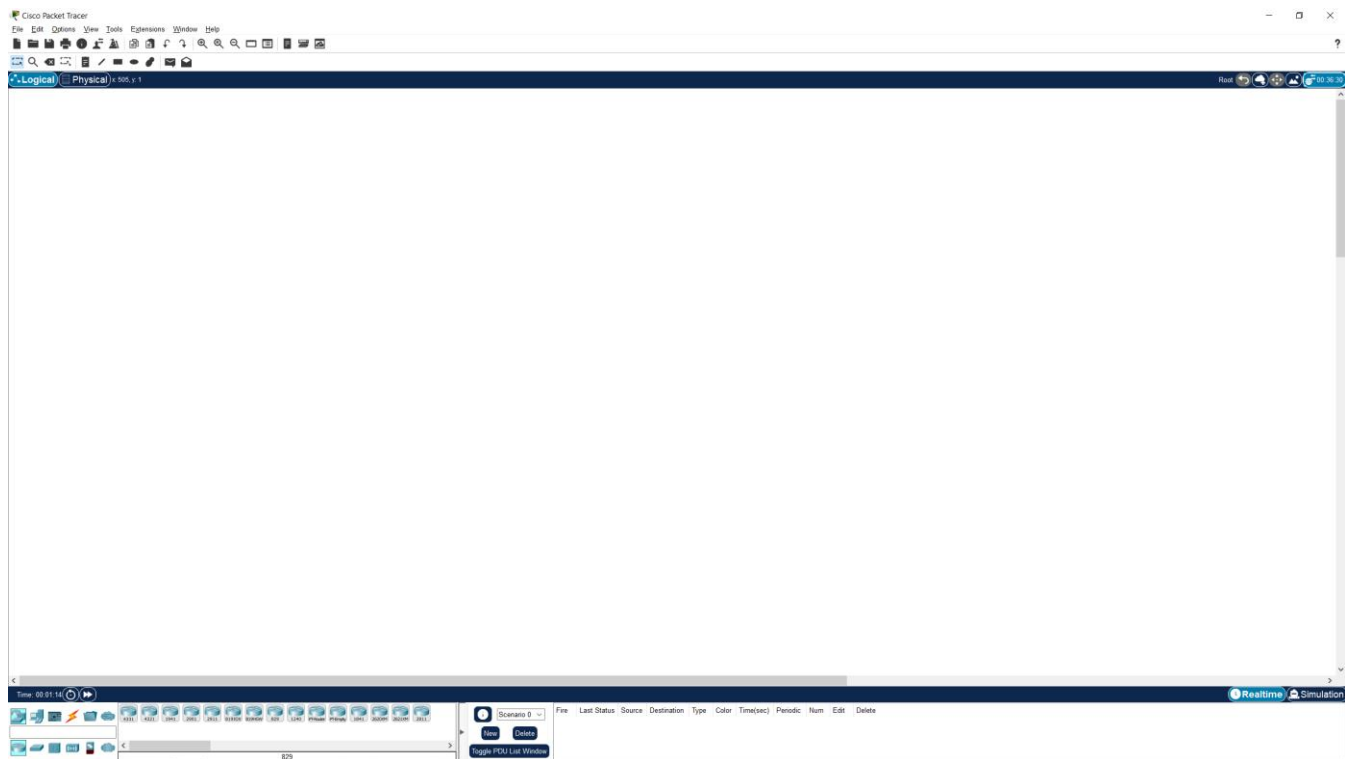 Cisco Packet Tracer
File Edit Options View Tools Extensions Window Help
?
Logical Physical x: 505, y: 1 Root 00:36:30
Time: 00:01:14 Realtime Simulation
4331 4321 1941 2901 2911 819HGW 829 1240 PT-Router PT-Empty 1841 2620XM 2621XM 2811
829
Scenario 0
New Delete
Toggle PDU List Window
Fire Last Status Source Destination Type Color Time(sec) Periodic Num Edit Delete